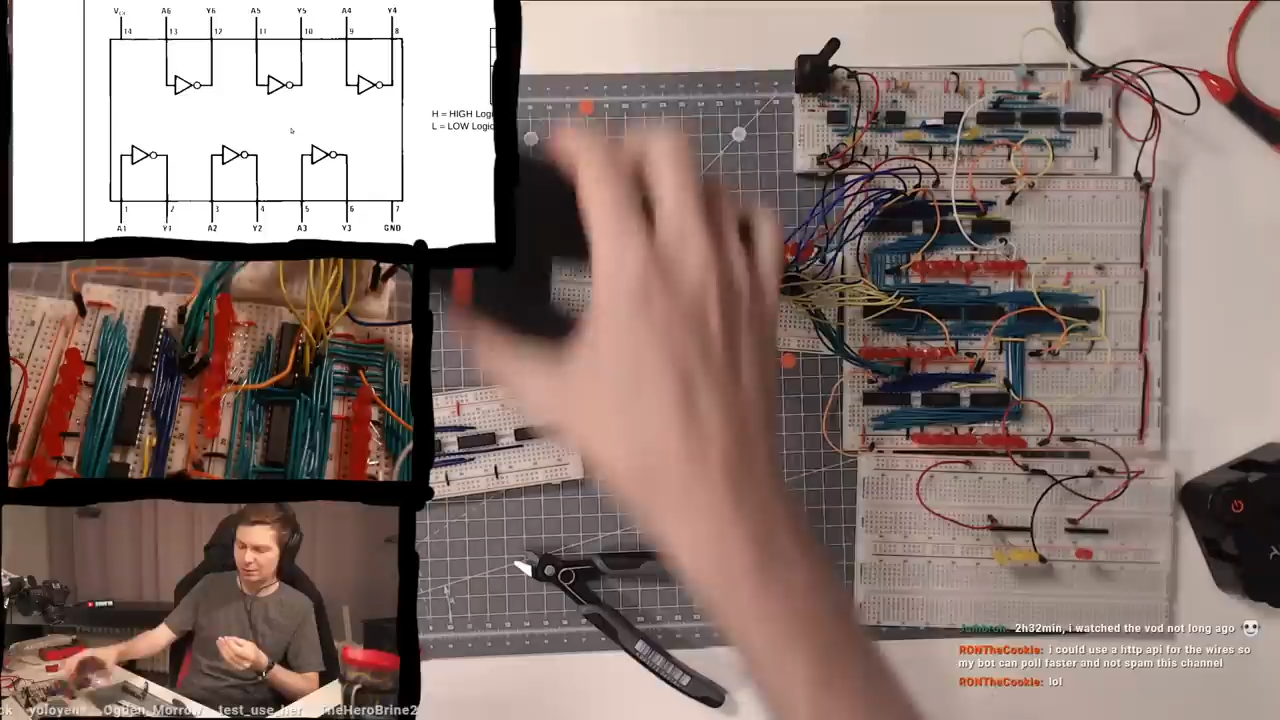 Vcc A6 Y6 A5 Y5 A4 Y4
14 13 12 11 10 9 8
H = HIGH Logi
L = LOW Logic
1 2 3 4 5 6 7
A1 Y1 A2 Y2 A3 Y3 GND
2h32min, i watched the vod not long ago
RONTheCookie: i could use a http api for the wires so
my bot can poll faster and not spam this channel
RONTheCookie: lol
ck yoloyen Ogden_Morrow test_use_her TheHeroBrine2